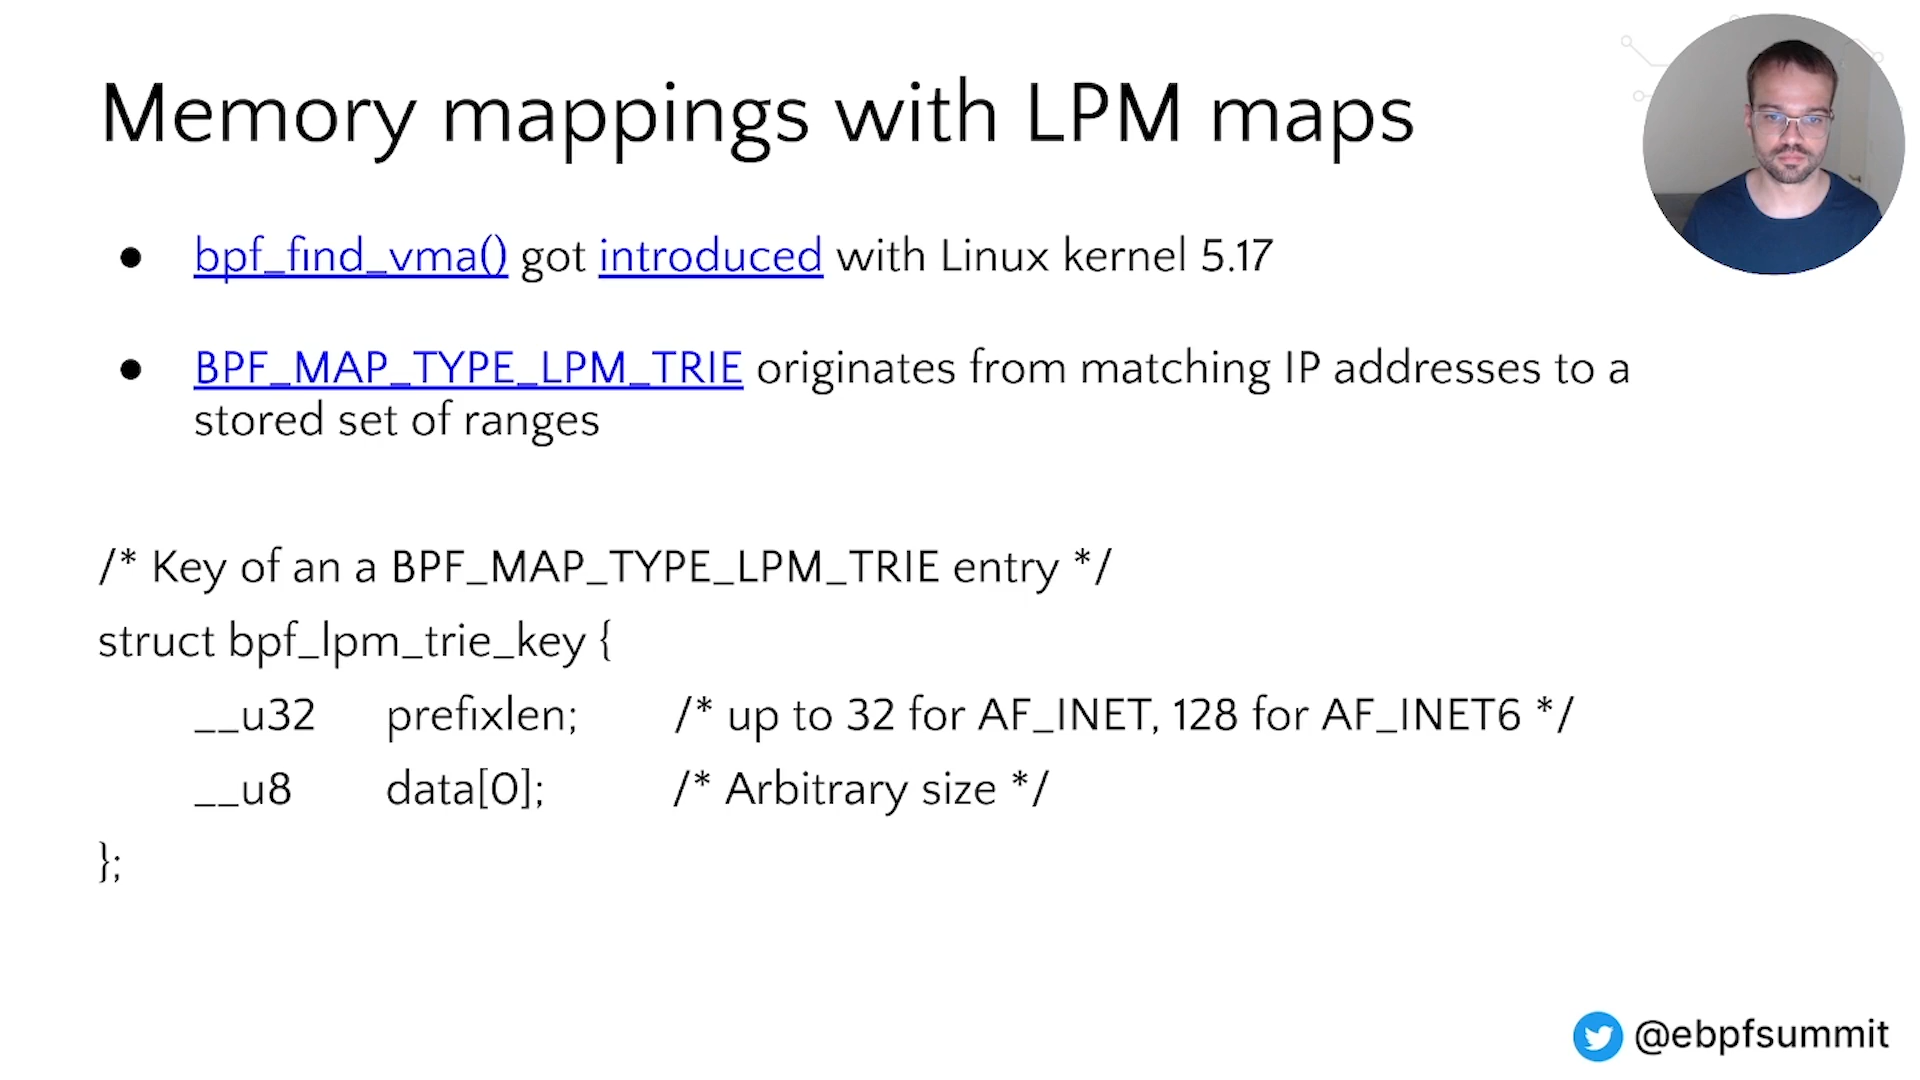 Memory mappings with LPM maps
● bpf_find_vma() got introduced with Linux kernel 5.17
● BPF_MAP_TYPE_LPM_TRIE originates from matching IP addresses to a
stored set of ranges
/* Key of an a BPF_MAP_TYPE_LPM_TRIE entry */
struct bpf_lpm_trie_key {
__u32 prefixlen; /* up to 32 for AF_INET, 128 for AF_INET6 */
__u8 data[0]; /* Arbitrary size */
};
@ebpfsummit